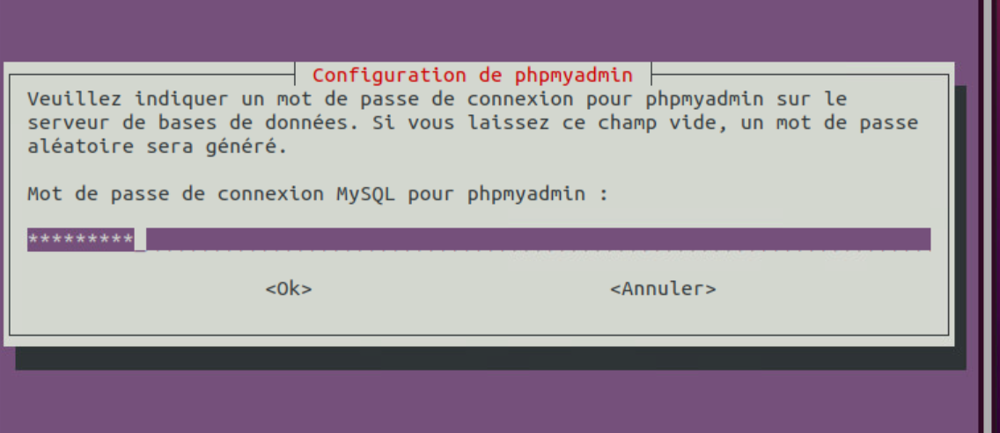 Configuration de phpmyadmin
Veuillez indiquer un mot de passe de connexion pour phpmyadmin sur le
serveur de bases de données. Si vous laissez ce champ vide, un mot de passe
aléatoire sera généré.
Mot de passe de connexion MySQL pour phpmyadmin :
*********
<Ok> <Annuler>